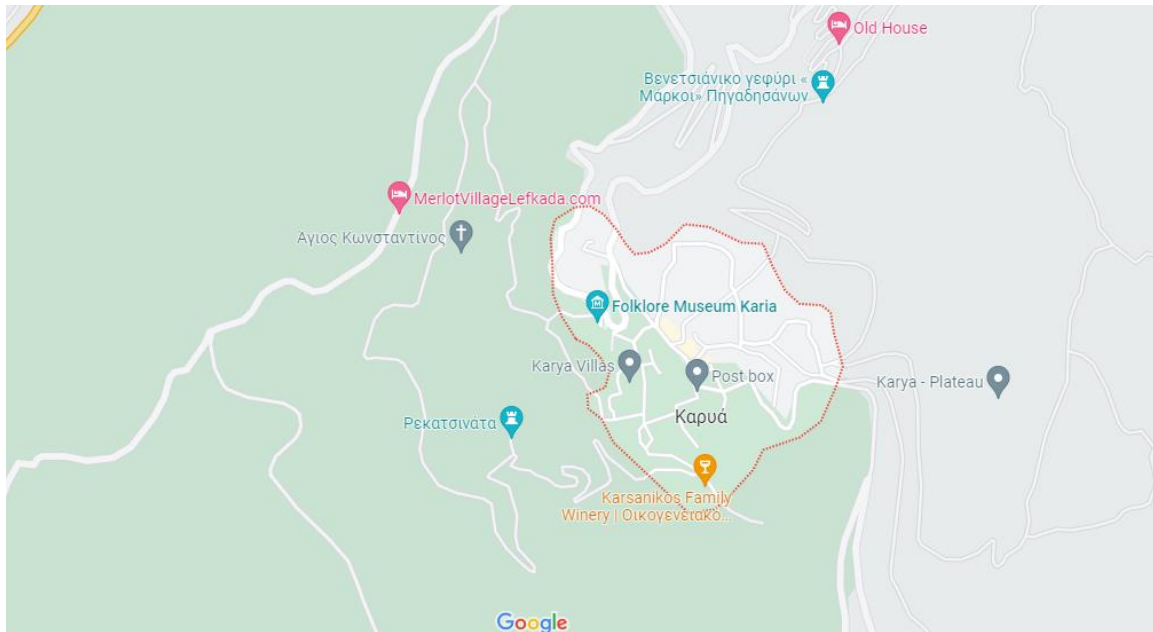 Old House
Βενετσιάνικο γεφύρι «
Μάρκοι» Πηγαδησάνων
MerlotVillageLefkada.com
Άγιος Κωνσταντίνος
Folklore Museum Karia
Karya Villas
Post box
Karya - Plateau
Ρεκατσινάτα
Καρυά
Karsanikos Family
Winery | Οικογενειακό...
Google